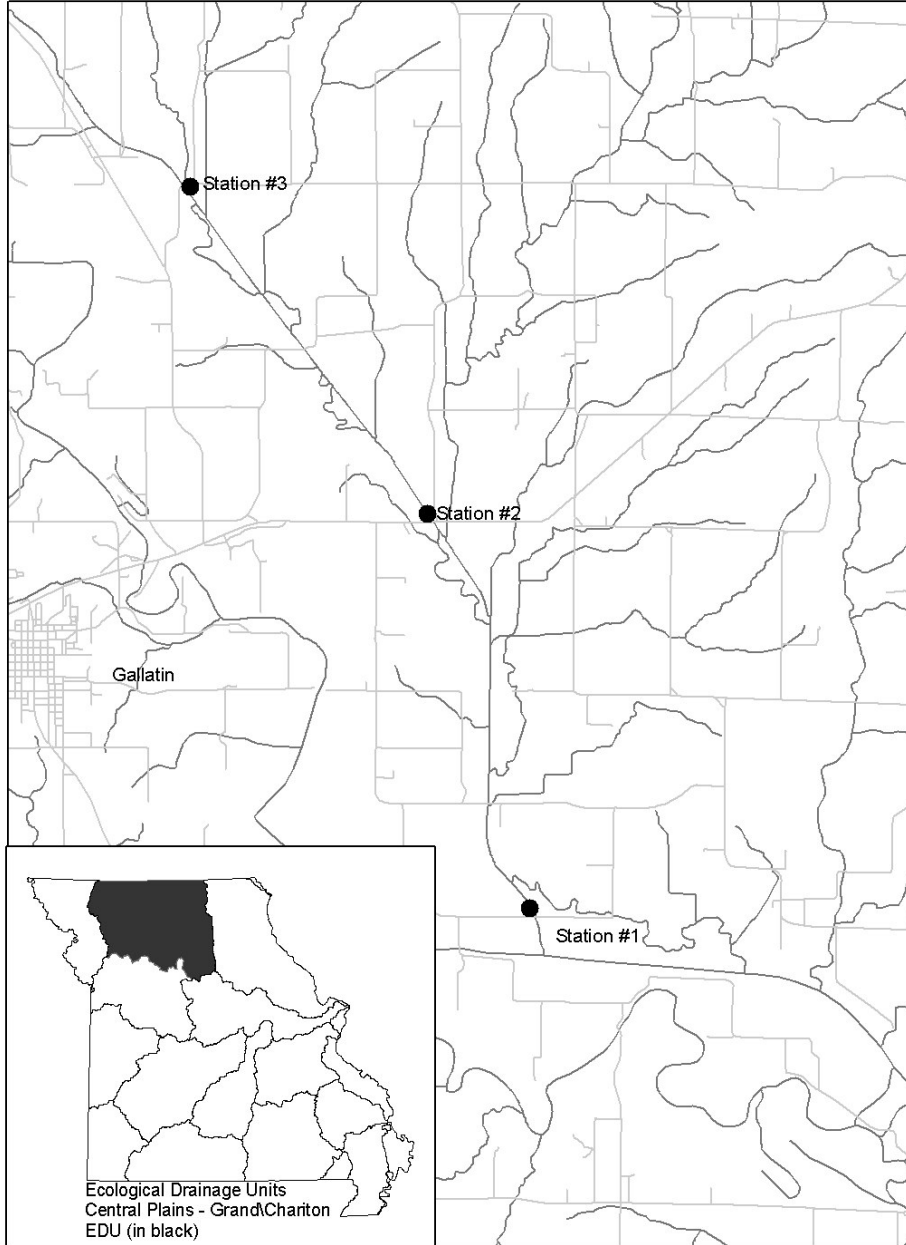 Station #3
Station #2
Gallatin
Station #1
Ecological Drainage Units
Central Plains - Grand\Chariton
EDU (in black)